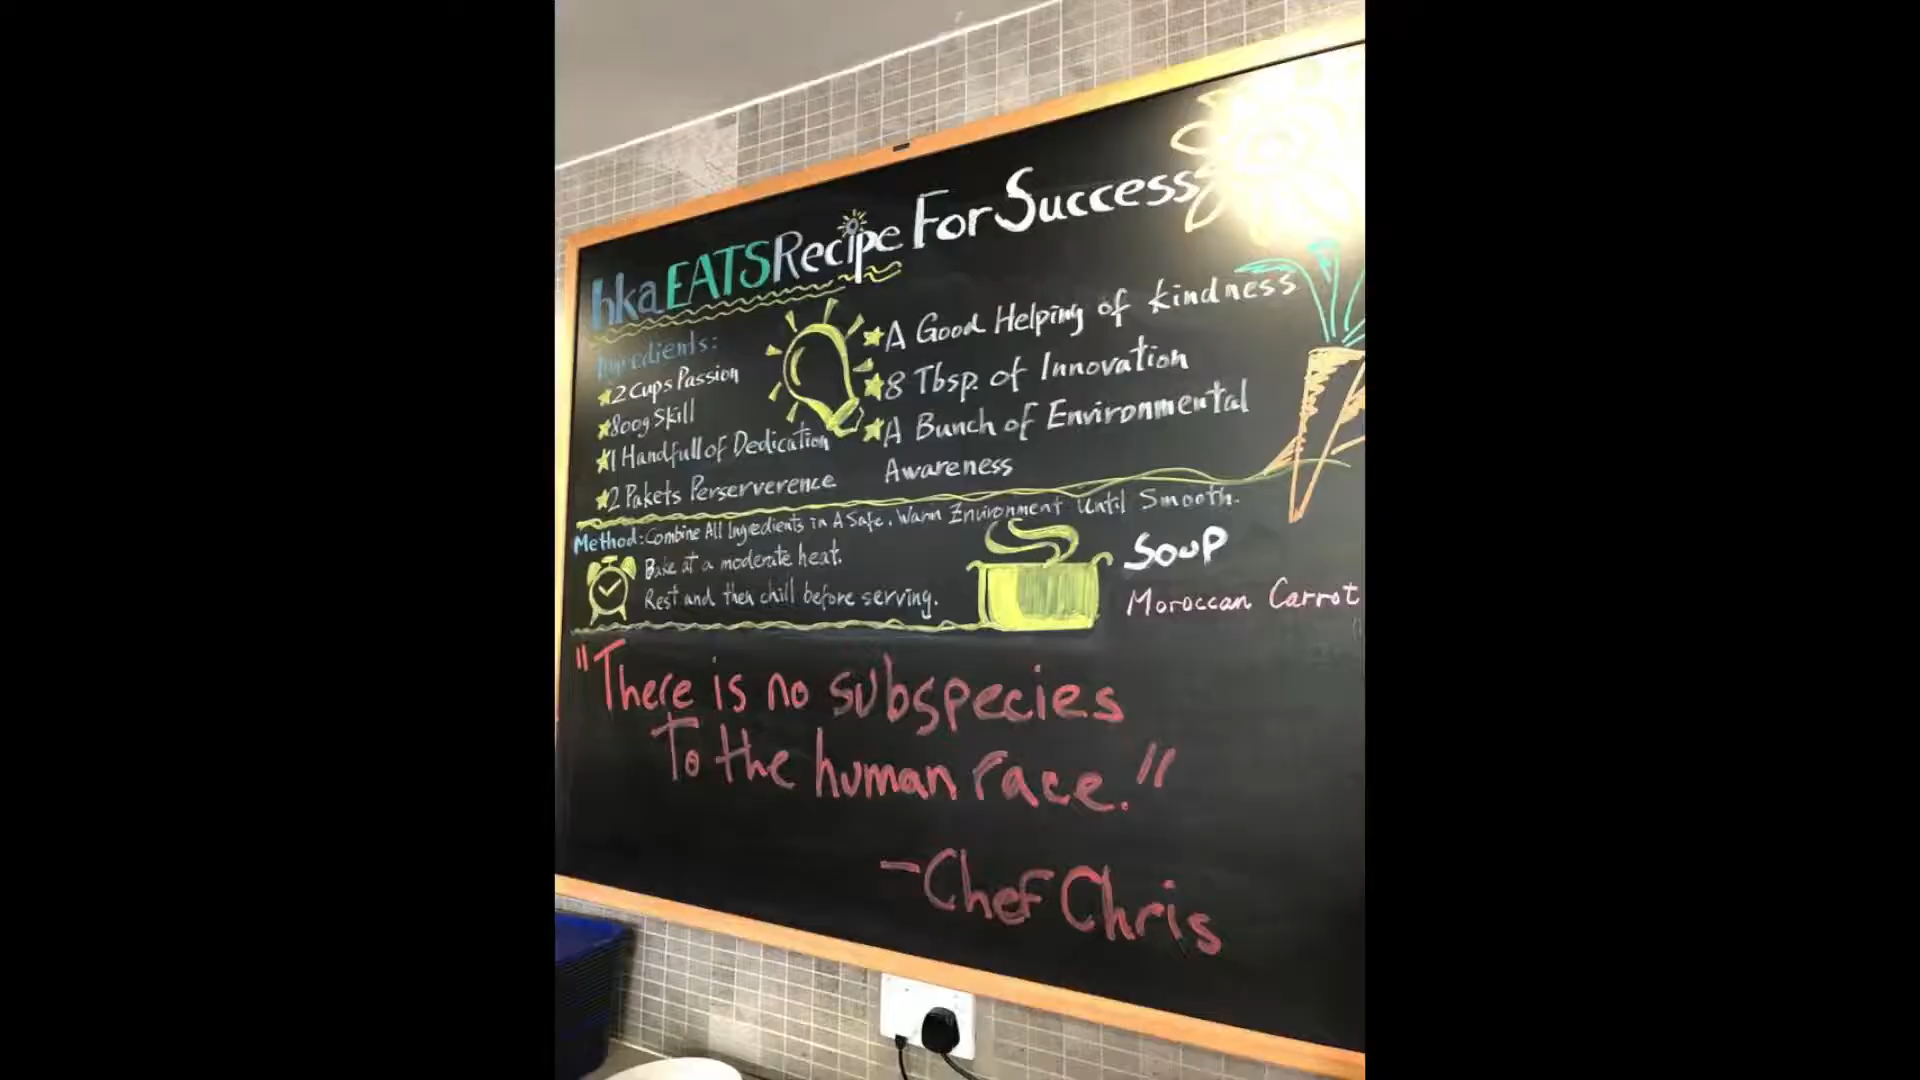 hka EATS Recipe For Success
Ingredients:
2 Cups Passion
800g Skill
1 Handfull of Dedication
2 Pakets Perserverence
A Good Helping of kindness
8 Tbsp. of Innovation
A Bunch of Environmental
Awareness
Method: Combine All Ingredients in A Safe, Warm Environment Until Smooth.
Bake at a moderate heat.
Rest and then chill before serving.
Soup
Moroccan Carrot
"There is no subspecies
To the human race."
-Chef Chris